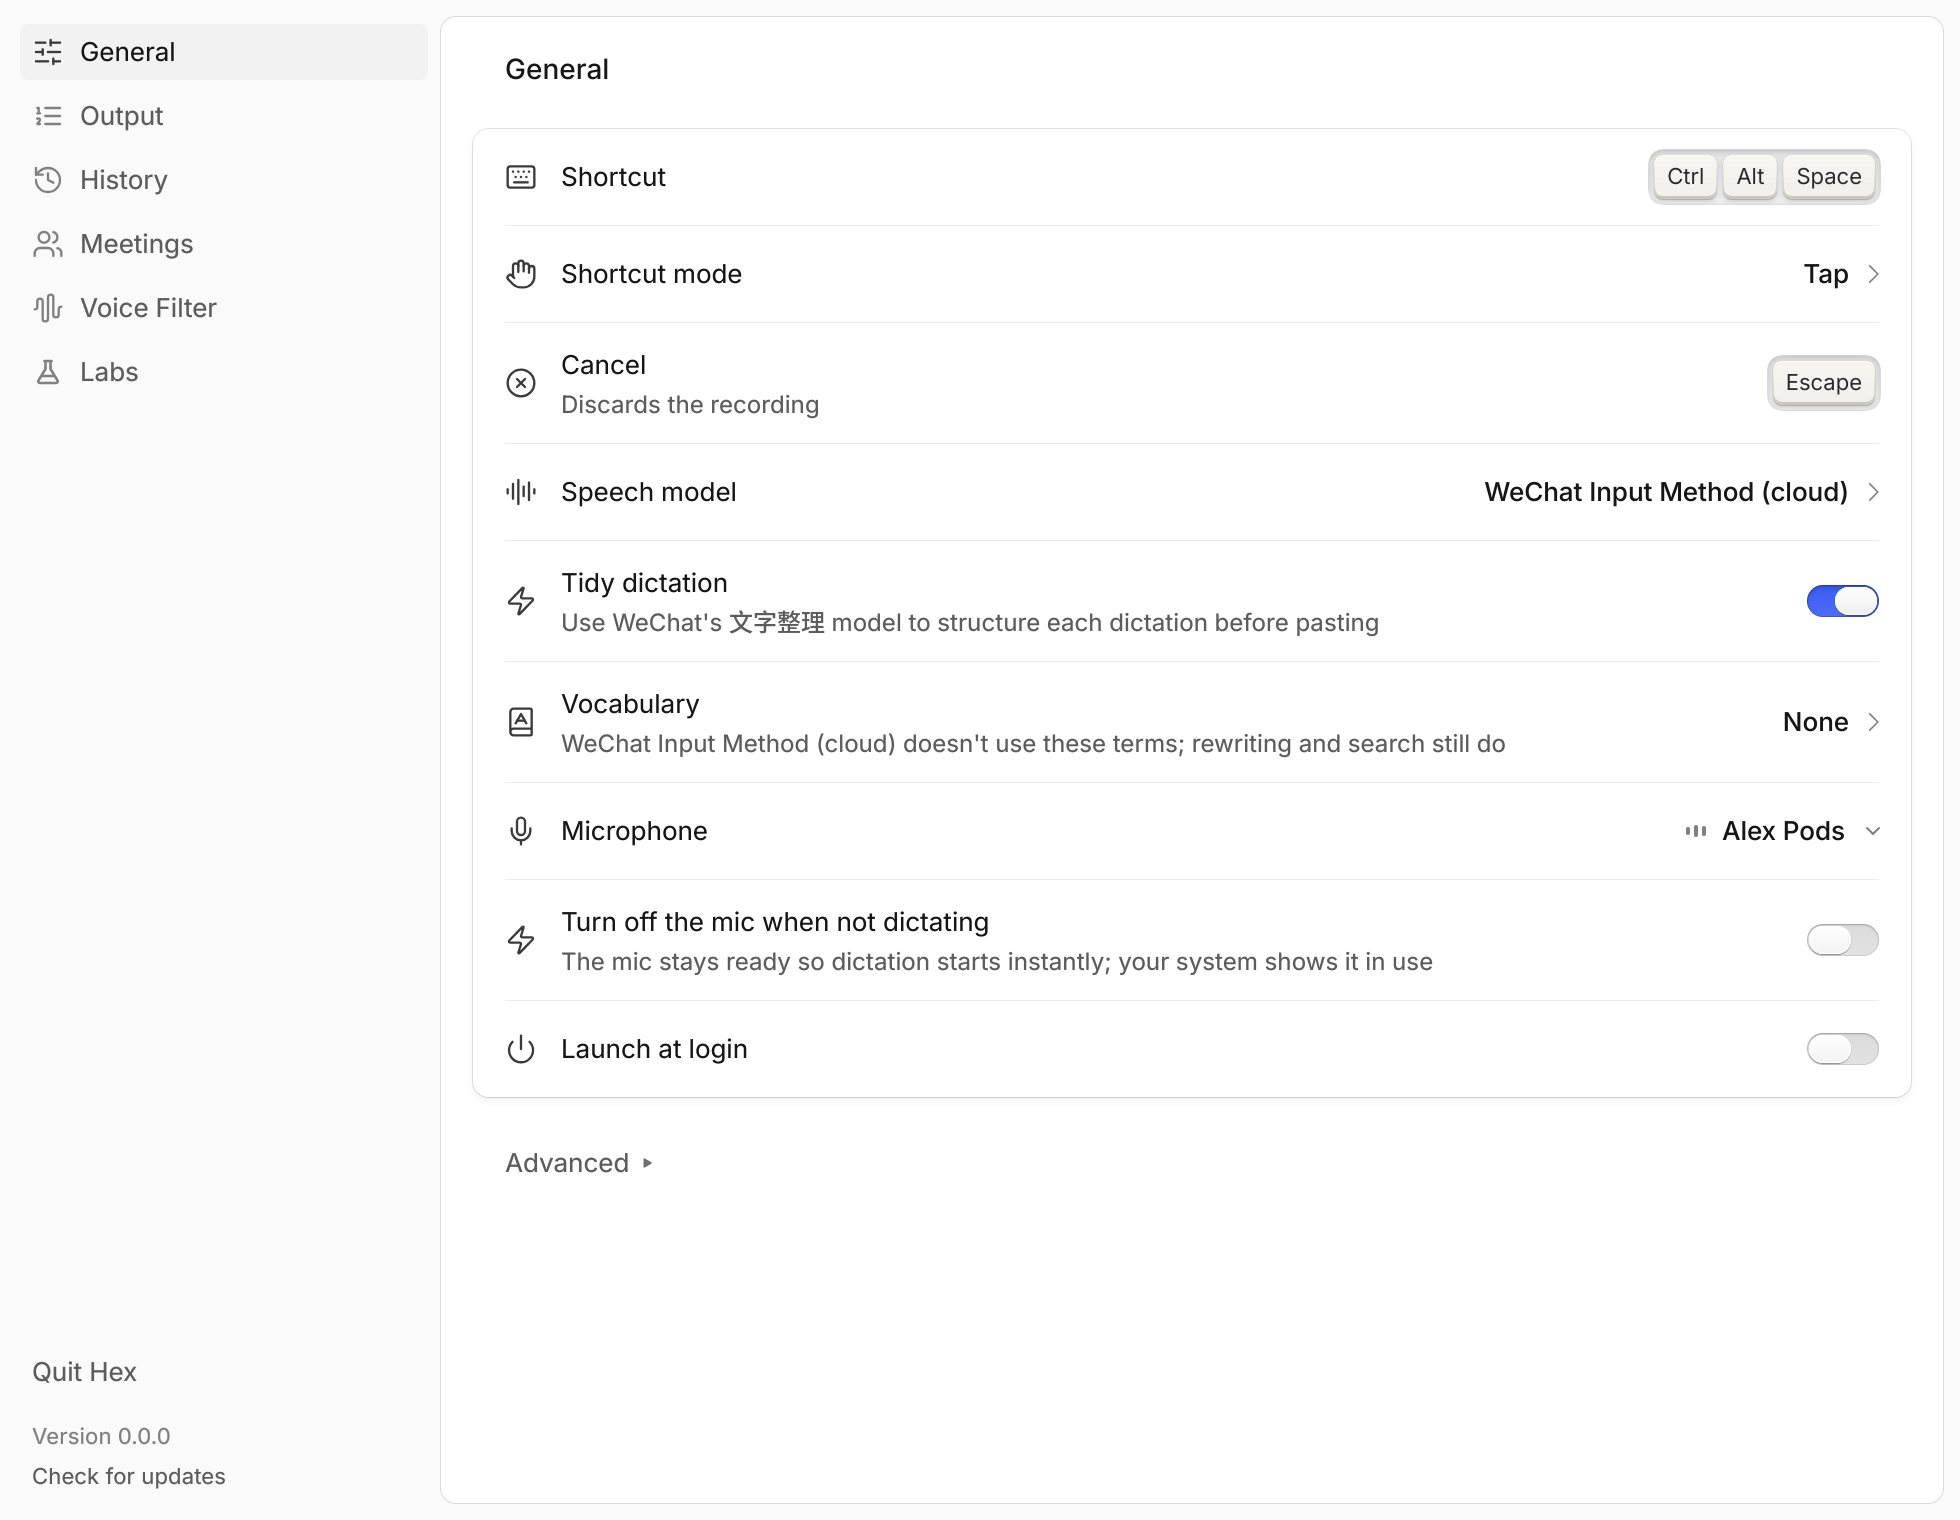 General
Output
History
Meetings
Voice Filter
Labs
Quit Hex
Version 0.0.0
Check for updates
General
Shortcut
Ctrl Alt Space
Shortcut mode
Tap
Cancel
Discards the recording
Escape
Speech model
WeChat Input Method (cloud)
Tidy dictation
Use WeChat's 文字整理 model to structure each dictation before pasting
Vocabulary
WeChat Input Method (cloud) doesn't use these terms; rewriting and search still do
None
Microphone
Alex Pods
Turn off the mic when not dictating
The mic stays ready so dictation starts instantly; your system shows it in use
Launch at login
Advanced